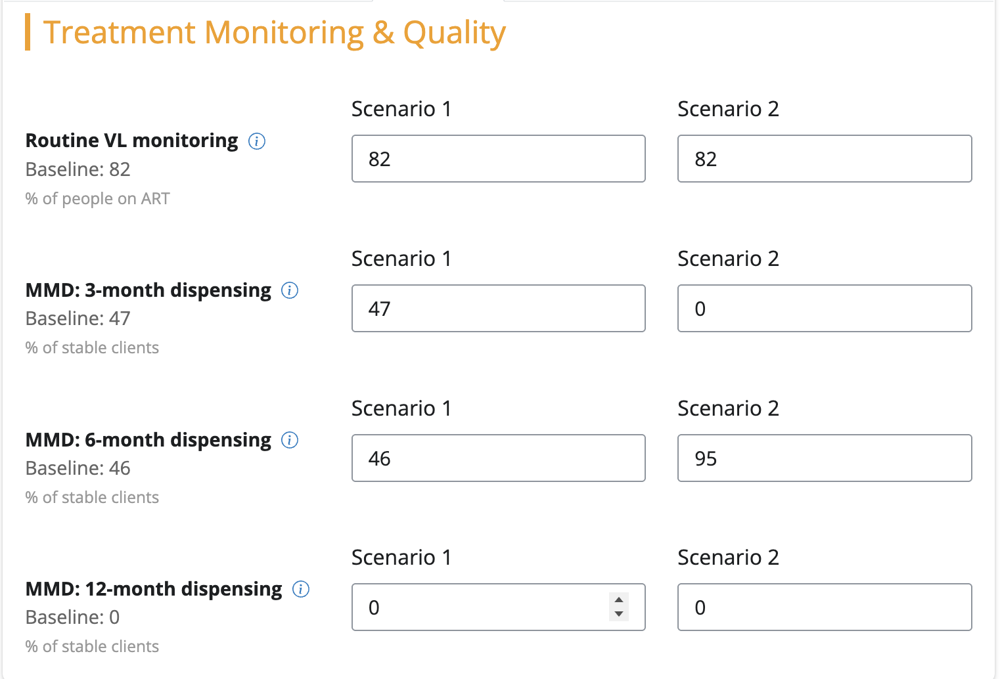 Treatment Monitoring & Quality
Scenario 1
Scenario 2
Routine VL monitoring i
Baseline: 82
% of people on ART
82
82
Scenario 1
Scenario 2
MMD: 3-month dispensing i
Baseline: 47
% of stable clients
47
0
Scenario 1
Scenario 2
MMD: 6-month dispensing i
Baseline: 46
% of stable clients
46
95
Scenario 1
Scenario 2
MMD: 12-month dispensing i
Baseline: 0
% of stable clients
0
0